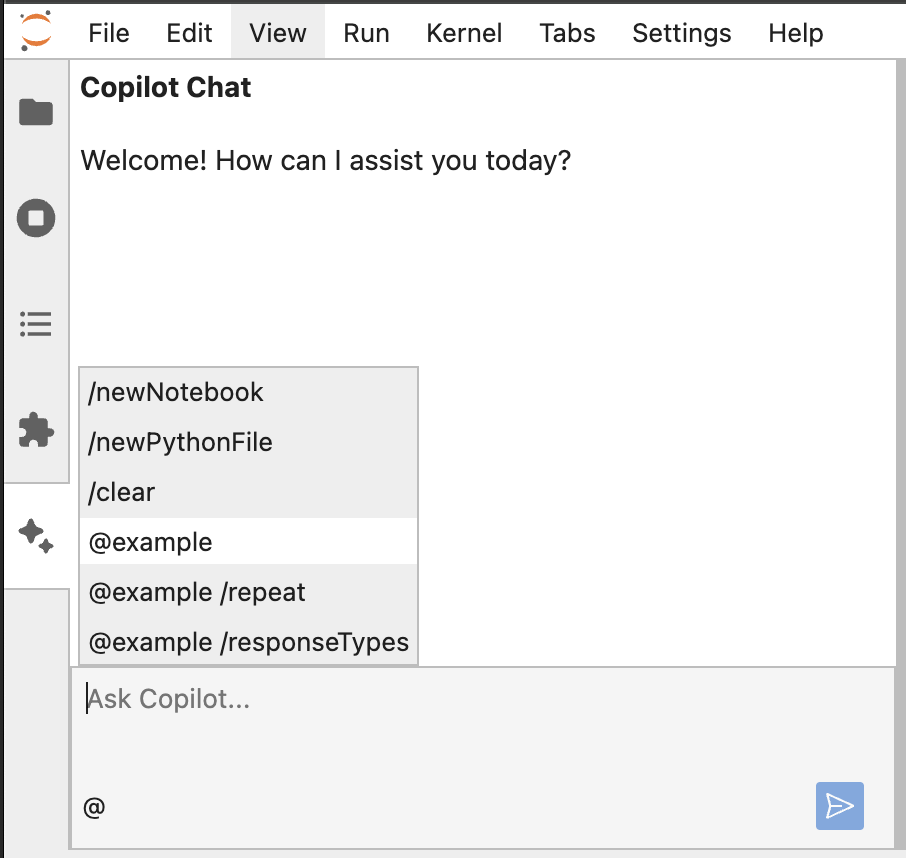 File Edit View Run Kernel Tabs Settings Help
Copilot Chat
Welcome! How can I assist you today?
/newNotebook
/newPythonFile
/clear
@example
@example /repeat
@example /responseTypes
Ask Copilot...
@